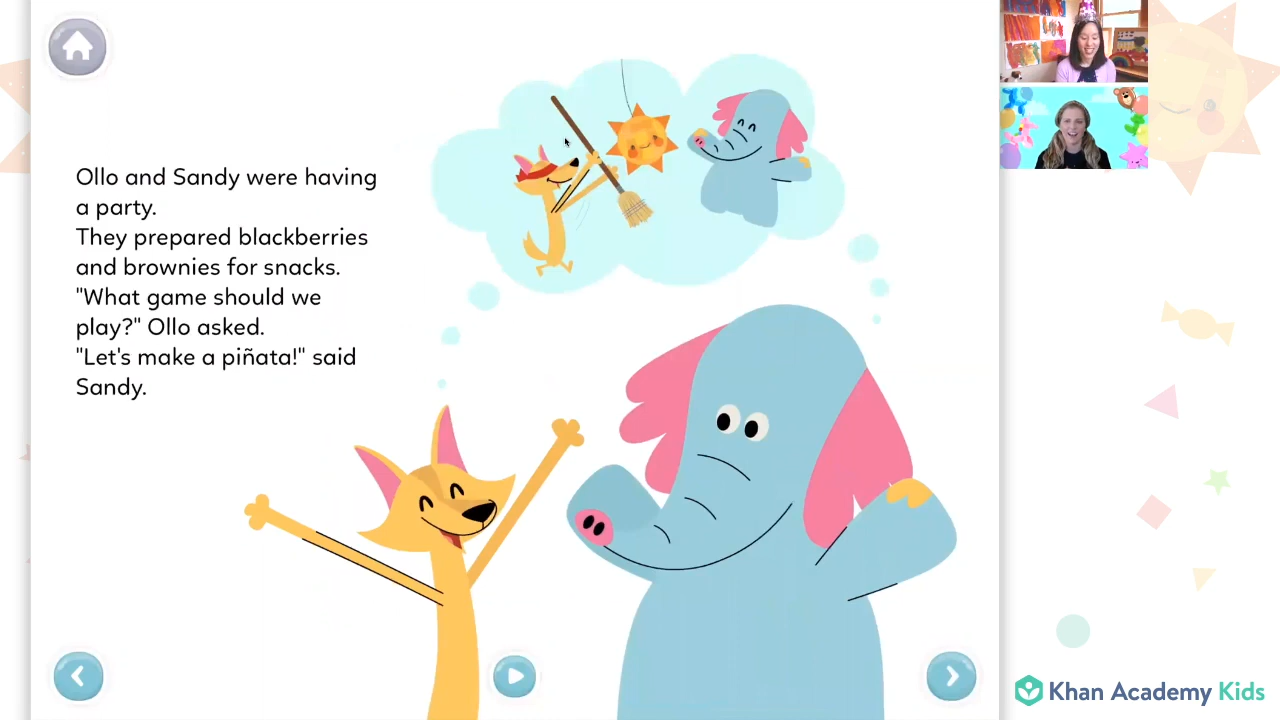 Ollo and Sandy were having
a party.
They prepared blackberries
and brownies for snacks.
"What game should we
play?" Ollo asked.
"Let's make a piñata!" said
Sandy.
Khan Academy Kids